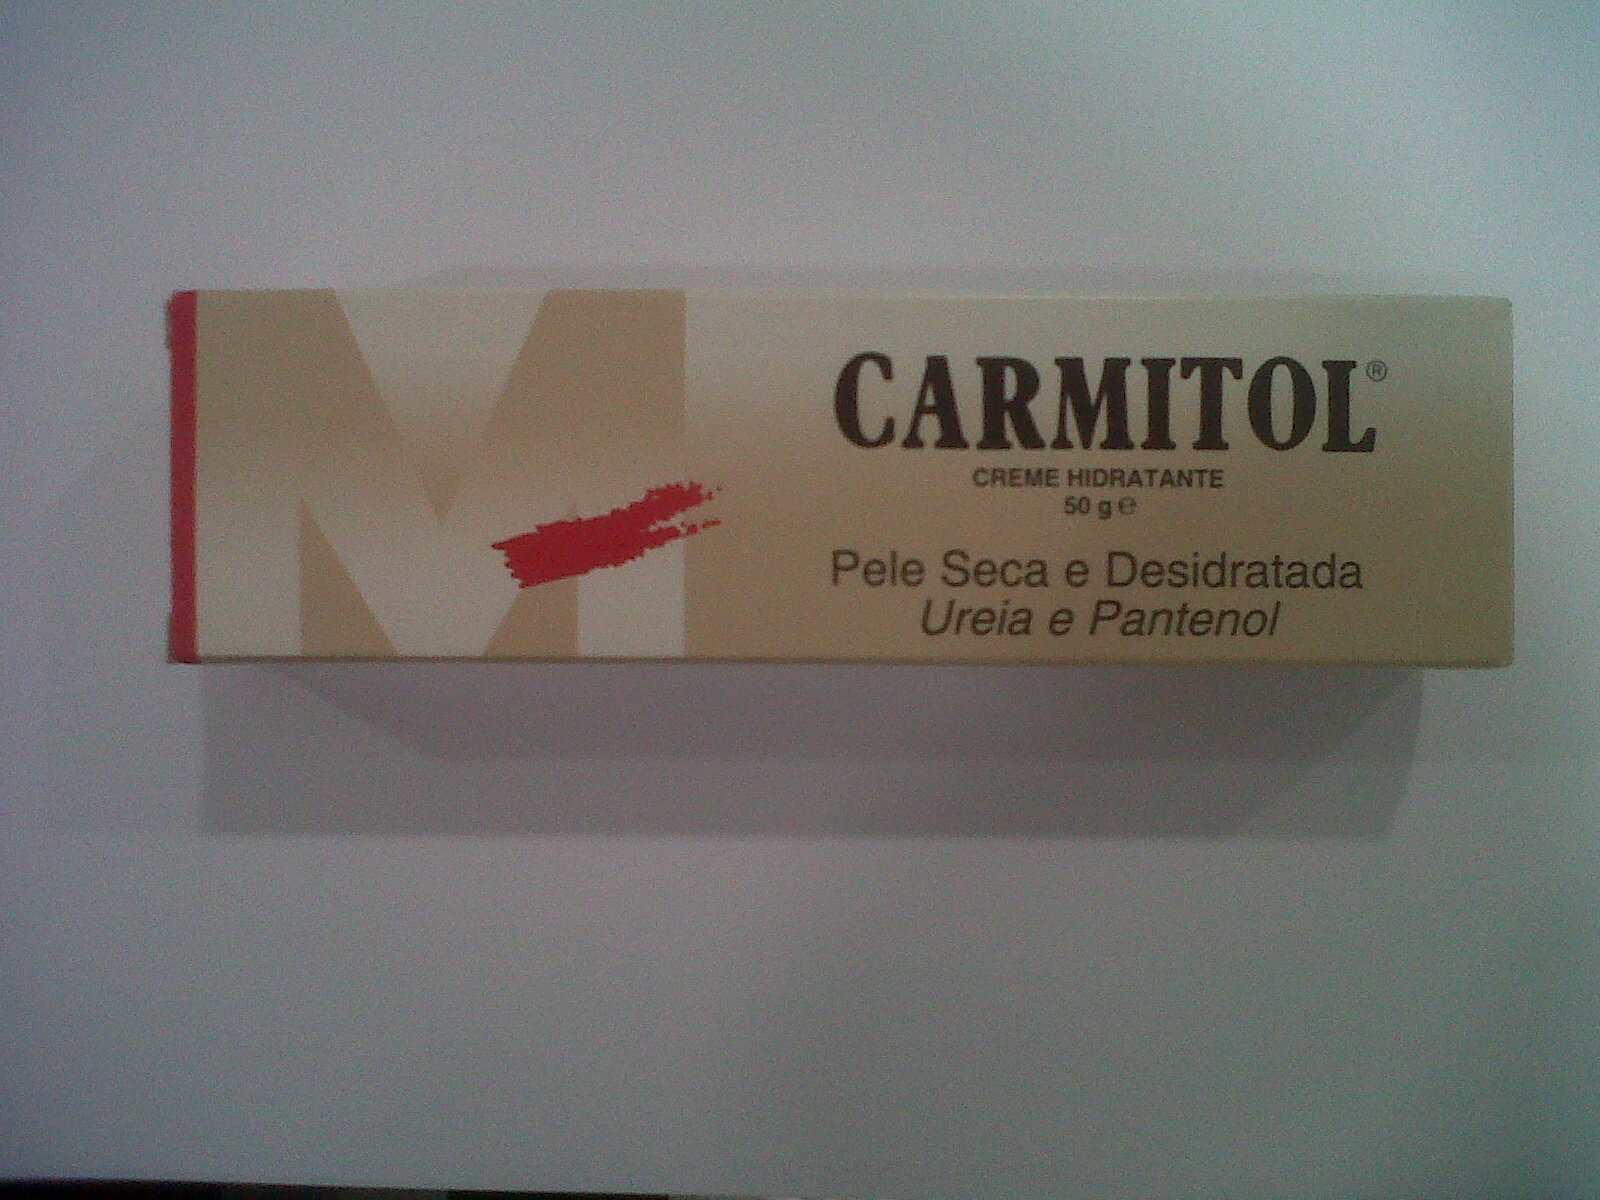 M
CARMITOL®
CREME HIDRATANTE
50 g ℮
Pele Seca e Desidratada
Ureia e Pantenol